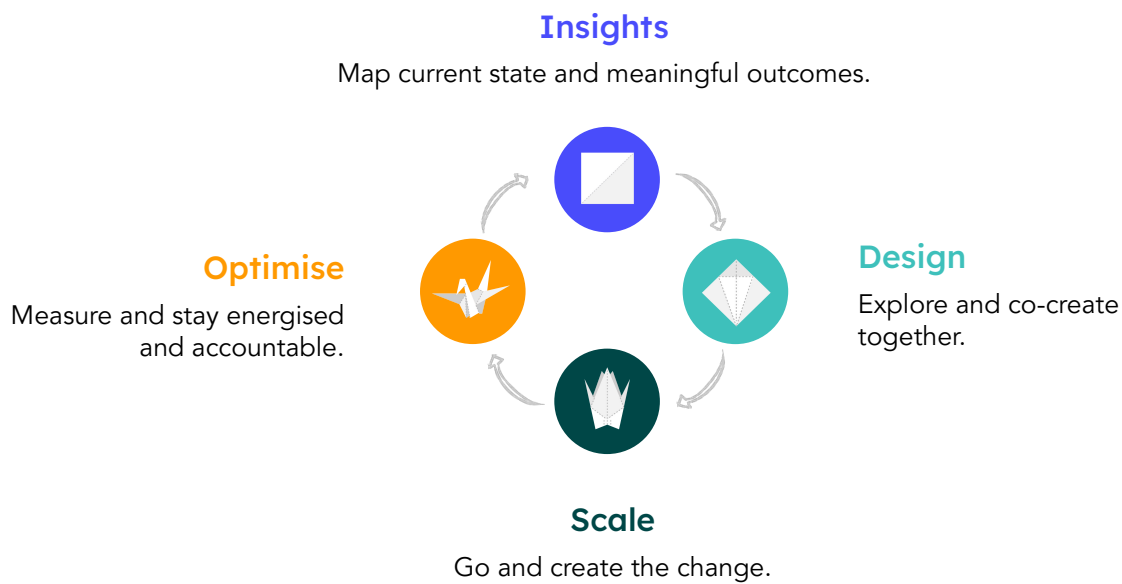 Insights
Map current state and meaningful outcomes.
Optimise
Measure and stay energised
and accountable.
Design
Explore and co-create
together.
Scale
Go and create the change.